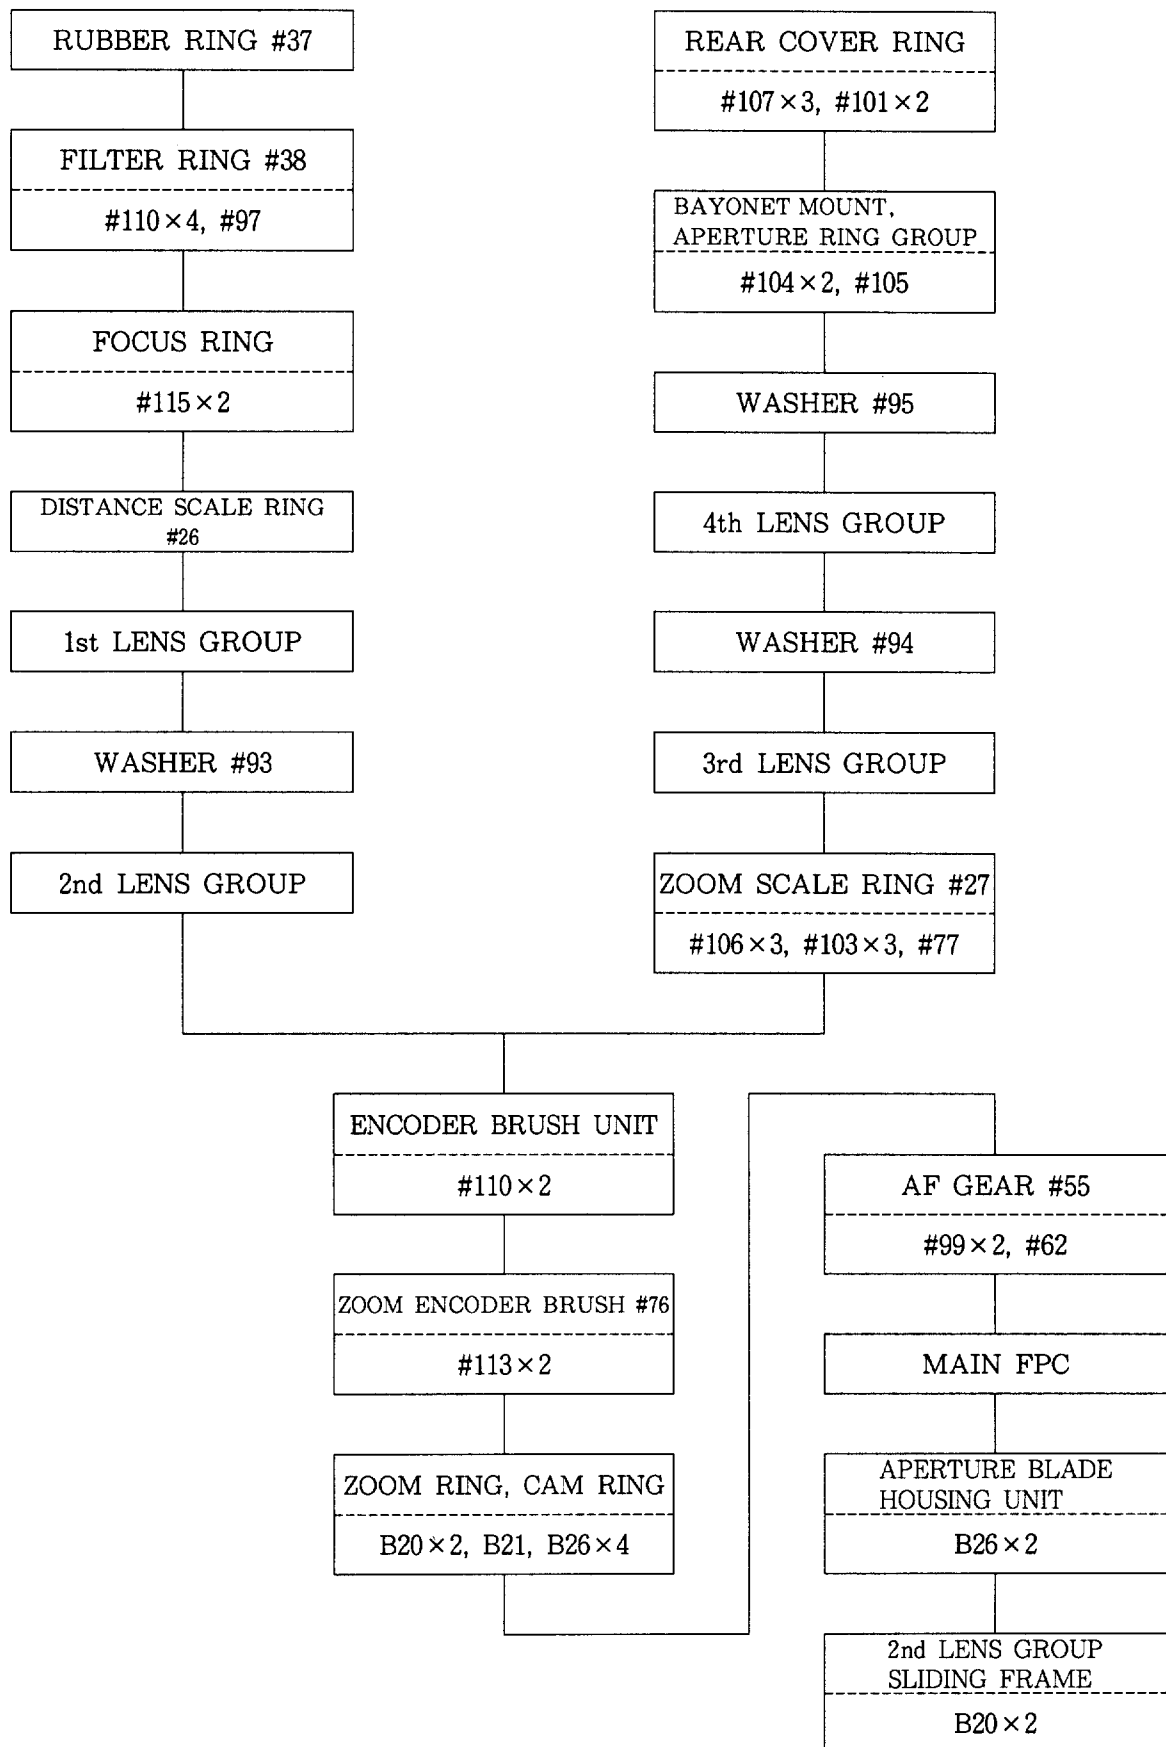 RUBBER RING #37
FILTER RING #38
#110×4, #97
FOCUS RING
#115×2
DISTANCE SCALE RING
#26
1st LENS GROUP
WASHER #93
2nd LENS GROUP
REAR COVER RING
#107×3, #101×2
BAYONET MOUNT,
APERTURE RING GROUP
#104×2, #105
WASHER #95
4th LENS GROUP
WASHER #94
3rd LENS GROUP
ZOOM SCALE RING #27
#106×3, #103×3, #77
ENCODER BRUSH UNIT
#110×2
ZOOM ENCODER BRUSH #76
#113×2
ZOOM RING, CAM RING
B20×2, B21, B26×4
AF GEAR #55
#99×2, #62
MAIN FPC
APERTURE BLADE
HOUSING UNIT
B26×2
2nd LENS GROUP
SLIDING FRAME
B20×2